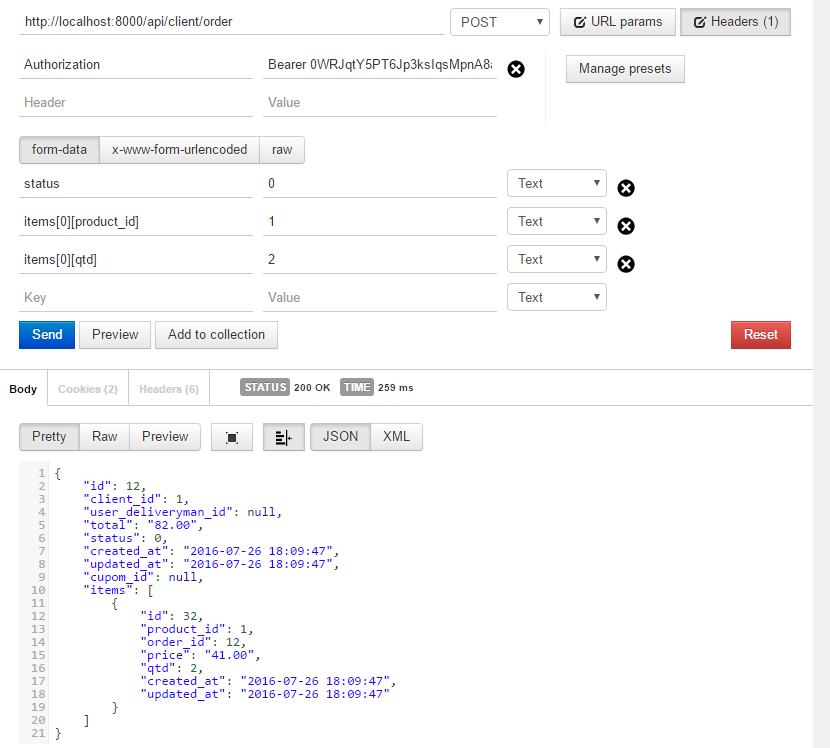 http://localhost:8000/api/client/order POST URL params Headers (1)
Authorization Bearer 0WRJqtY5PT6Jp3ksIqsMpnA8a Manage presets
Header Value
form-data x-www-form-urlencoded raw
status 0 Text
items[0][product_id] 1 Text
items[0][qtd] 2 Text
Key Value Text
Send Preview Add to collection Reset
Body Cookies (2) Headers (6) STATUS 200 OK TIME 259 ms
Pretty Raw Preview JSON XML
1 {
2 "id": 12,
3 "client_id": 1,
4 "user_deliveryman_id": null,
5 "total": "82.00",
6 "status": 0,
7 "created_at": "2016-07-26 18:09:47",
8 "updated_at": "2016-07-26 18:09:47",
9 "cupom_id": null,
10 "items": [
11 {
12 "id": 32,
13 "product_id": 1,
14 "order_id": 12,
15 "price": "41.00",
16 "qtd": 2,
17 "created_at": "2016-07-26 18:09:47",
18 "updated_at": "2016-07-26 18:09:47"
19 }
20 ]
21 }